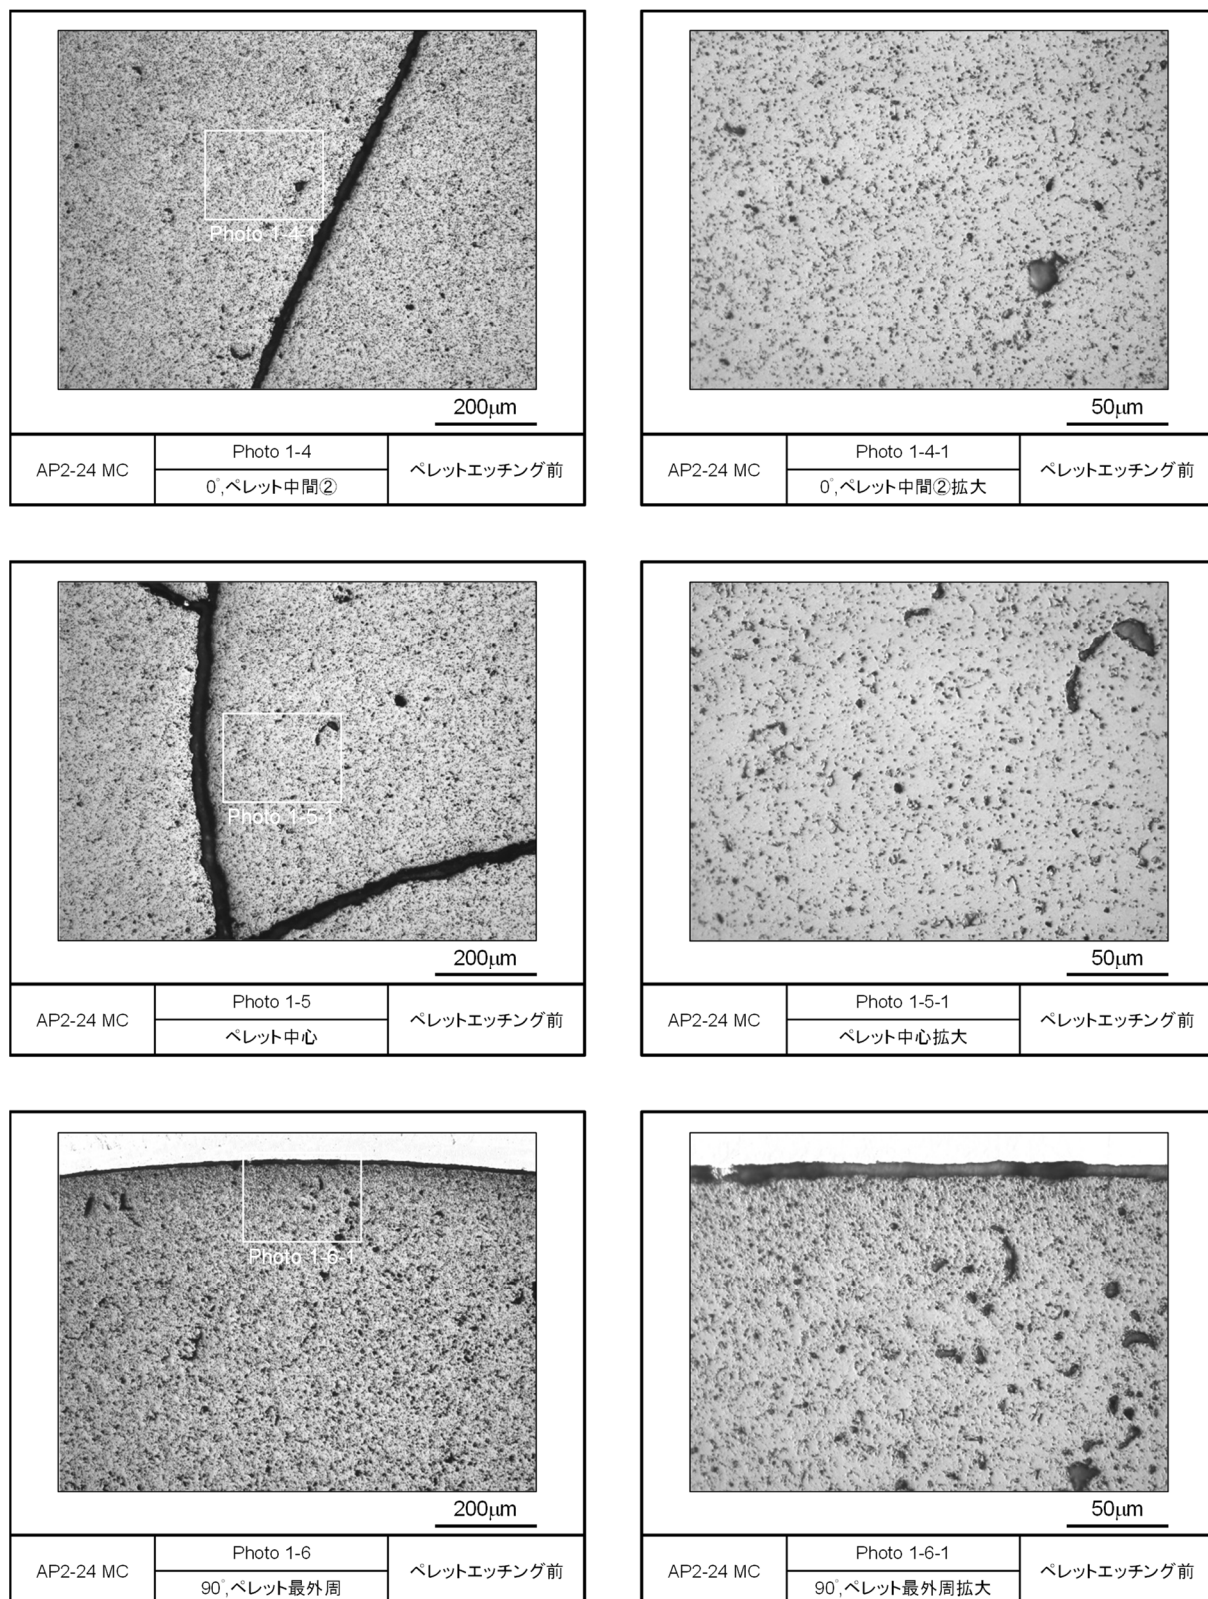 Photo 1-4-1
200μm
AP2-24 MC
Photo 1-4
0°,ペレット中間②
ペレットエッチング前
50μm
AP2-24 MC
Photo 1-4-1
0°,ペレット中間②拡大
ペレットエッチング前
Photo 1-5-1
200μm
AP2-24 MC
Photo 1-5
ペレット中心
ペレットエッチング前
50μm
AP2-24 MC
Photo 1-5-1
ペレット中心拡大
ペレットエッチング前
Photo 1-6-1
200μm
AP2-24 MC
Photo 1-6
90°,ペレット最外周
ペレットエッチング前
50μm
AP2-24 MC
Photo 1-6-1
90°,ペレット最外周拡大
ペレットエッチング前